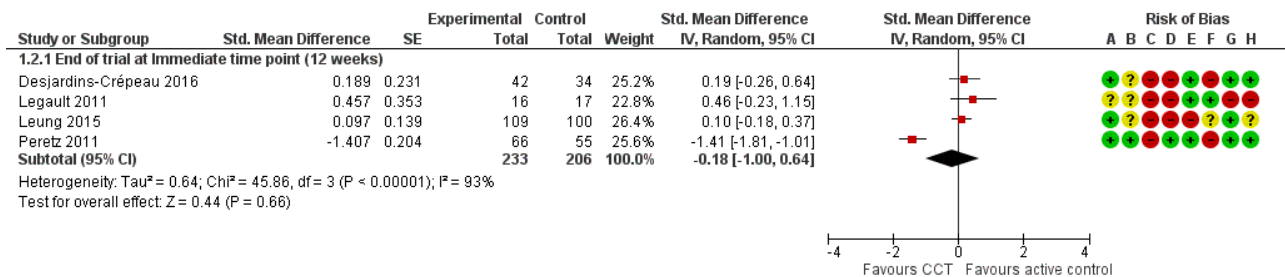 Experimental Control Std. Mean Difference Std. Mean Difference Risk of Bias
Study or Subgroup Std. Mean Difference SE Total Total Weight IV, Random, 95% CI IV, Random, 95% CI A B C D E F G H
1.2.1 End of trial at Immediate time point (12 weeks)
Desjardins-Crépeau 2016 0.189 0.231 42 34 25.2% 0.19 [-0.26, 0.64] + ? - - + - + +
Legault 2011 0.457 0.353 16 17 22.8% 0.46 [-0.23, 1.15] ? ? - - + + - -
Leung 2015 0.097 0.139 109 100 26.4% 0.10 [-0.18, 0.37] + ? - - - ? + ?
Peretz 2011 -1.407 0.204 66 55 25.6% -1.41 [-1.81, -1.01] + + - + + - + +
Subtotal (95% CI) 233 206 100.0% -0.18 [-1.00, 0.64]
Heterogeneity: Tau² = 0.64; Chi² = 45.86, df = 3 (P < 0.00001); I² = 93%
Test for overall effect: Z = 0.44 (P = 0.66)
-4 -2 0 2 4
Favours CCT Favours active control